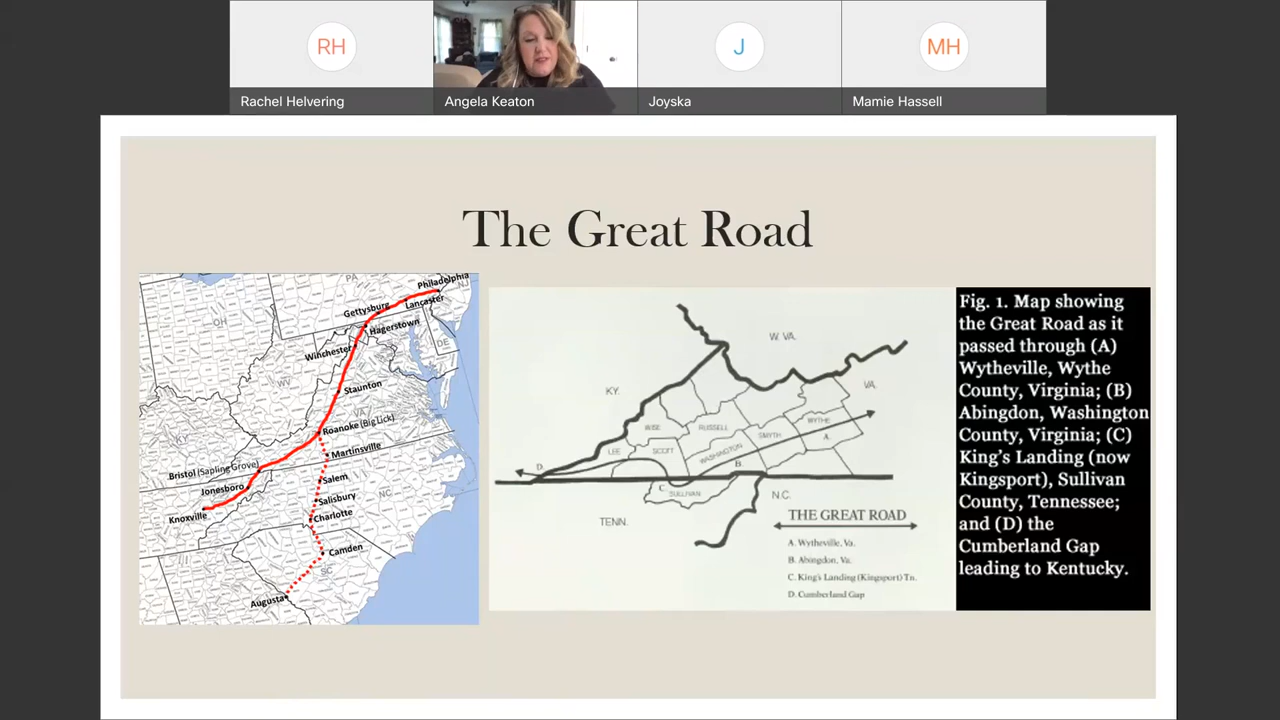 RH
J
MH
Rachel Helvering
Angela Keaton
Joyska
Mamie Hassell
The Great Road
PA
Philadelphia
NJ
Lancaster
Gettysburg
Hagerstown
OH
DE
Winchester
WV
Staunton
VA
Roanoke (Big Lick)
KY
Martinsville
Bristol (Sapling Grove)
Salem
Jonesboro
NC
Salisbury
Knoxville
Charlotte
Camden
SC
Augusta
W. VA.
KY.
VA.
WISE
RUSSELL
WYTHE
LEE
SCOTT
WASHINGTON
SMYTH
A.
D.
B.
C.
SULLIVAN
N.C.
TENN.
THE GREAT ROAD
A. Wytheville, Va.
B. Abingdon, Va.
C. King's Landing (Kingsport) Tn.
D. Cumberland Gap
Fig. 1. Map showing
the Great Road as it
passed through (A)
Wytheville, Wythe
County, Virginia; (B)
Abingdon, Washington
County, Virginia; (C)
King's Landing (now
Kingsport), Sullivan
County, Tennessee;
and (D) the
Cumberland Gap
leading to Kentucky.